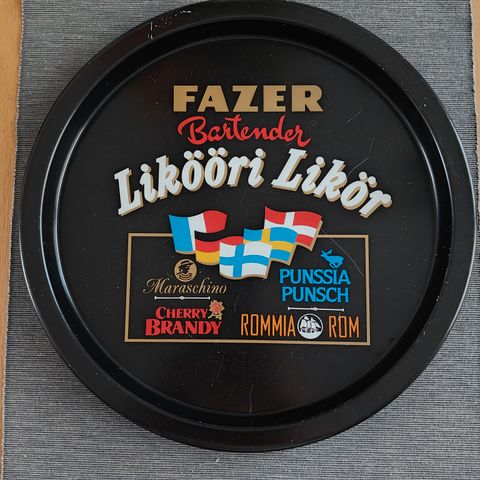 FAZER
Bartender
Likööri Likör
Maraschino
PUNSSIA
PUNSCH
CHERRY
BRANDY
ROMMIA ROM